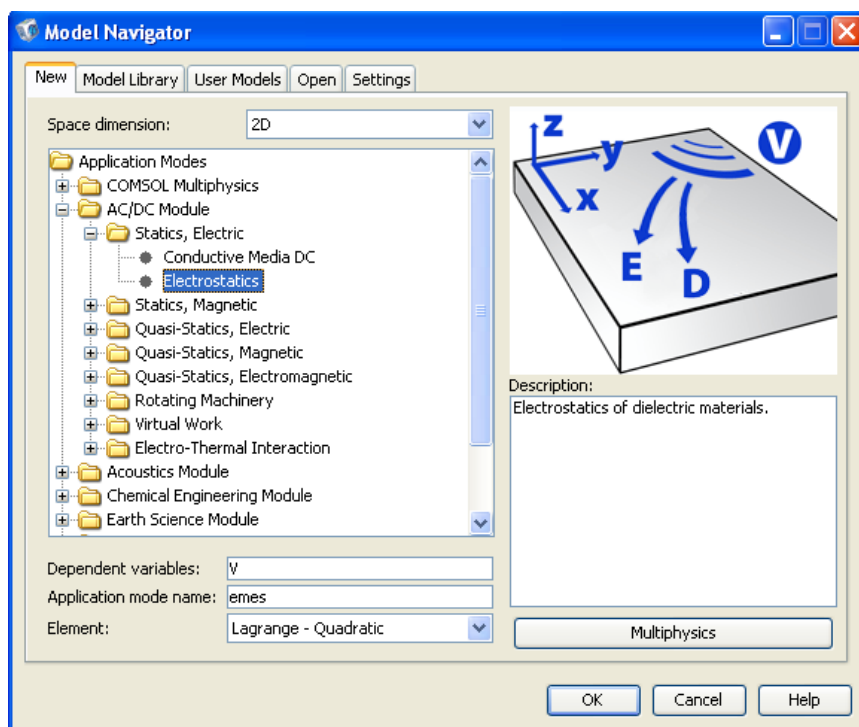 Model Navigator
New Model Library User Models Open Settings
Space dimension: 2D
Application Modes
COMSOL Multiphysics
AC/DC Module
Statics, Electric
Conductive Media DC
Electrostatics
Statics, Magnetic
Quasi-Statics, Electric
Quasi-Statics, Magnetic
Quasi-Statics, Electromagnetic
Rotating Machinery
Virtual Work
Electro-Thermal Interaction
Acoustics Module
Chemical Engineering Module
Earth Science Module
Dependent variables: V
Application mode name: emes
Element: Lagrange - Quadratic
z
y
x
V
E
D
Description:
Electrostatics of dielectric materials.
Multiphysics
OK Cancel Help